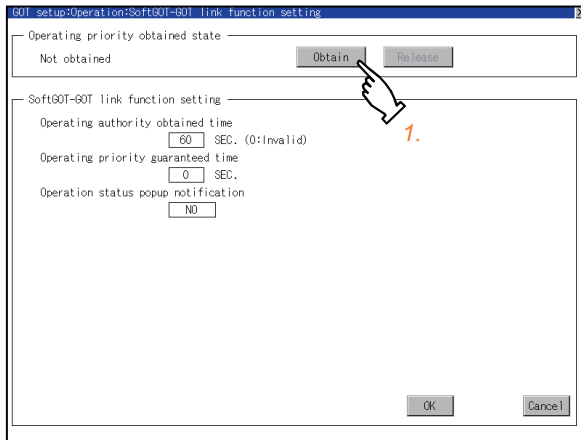 GOT setup:Operation:SoftGOT-GOT link function setting
Operating priority obtained state
Not obtained Obtain Release
SoftGOT-GOT link function setting
Operating authority obtained time
60 SEC. (0:Invalid)
Operating priority guaranteed time
0 SEC.
Operation status popup notification
NO
1.
OK Cancel